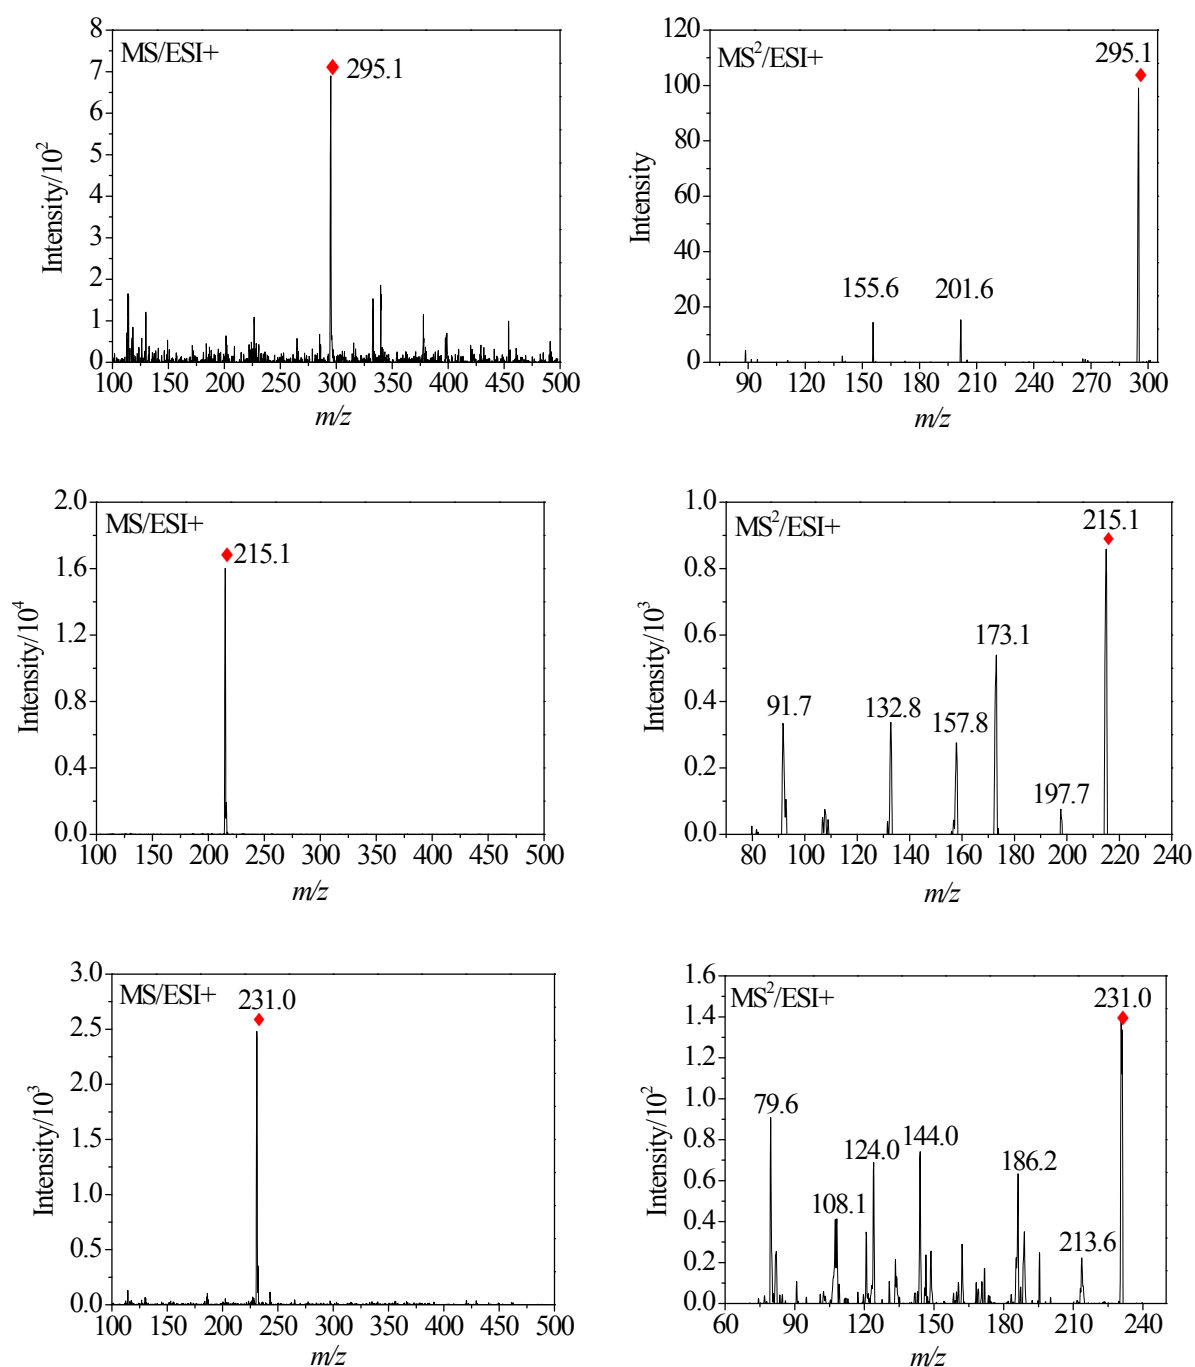 MS/ESI+
295.1
8
7
6
5
4
3
2
1
0
Intensity/10²
100 150 200 250 300 350 400 450 500
m/z
MS²/ESI+
295.1
155.6
201.6
120
100
80
60
40
20
0
Intensity
90 120 150 180 210 240 270 300
m/z
MS/ESI+
215.1
2.0
1.6
1.2
0.8
0.4
0.0
Intensity/10⁴
100 150 200 250 300 350 400 450 500
m/z
MS²/ESI+
215.1
173.1
91.7
132.8
157.8
197.7
1.0
0.8
0.6
0.4
0.2
0.0
Intensity/10³
80 100 120 140 160 180 200 220 240
m/z
MS/ESI+
231.0
3.0
2.5
2.0
1.5
1.0
0.5
0.0
Intensity/10³
100 150 200 250 300 350 400 450 500
m/z
MS²/ESI+
231.0
79.6
108.1
124.0
144.0
186.2
213.6
1.6
1.4
1.2
1.0
0.8
0.6
0.4
0.2
0.0
Intensity/10²
60 90 120 150 180 210 240
m/z